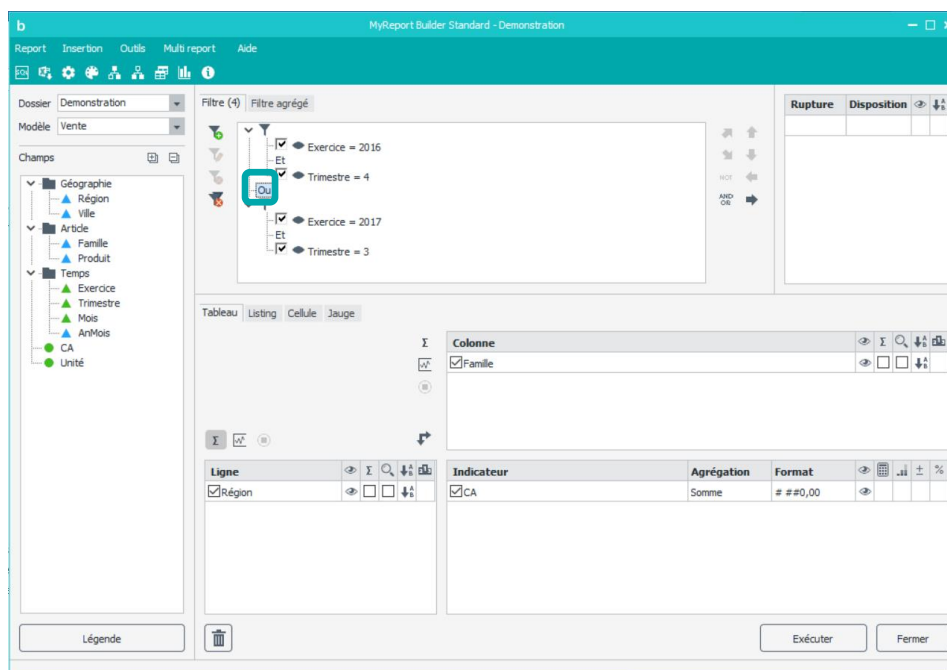 b MyReport Builder Standard - Demonstration
Report Insertion Outils Multi report Aide
Dossier Demonstration
Modèle Vente
Champs
Géographie
Région
Ville
Article
Famille
Produit
Temps
Exercice
Trimestre
Mois
AnMois
CA
Unité
Légende
Filtre (4) Filtre agrégé
Exercice = 2016
Et
Trimestre = 4
Ou
Exercice = 2017
Et
Trimestre = 3
NOT
AND
OR
Rupture Disposition
Tableau Listing Cellule Jauge
Σ
Colonne Σ
Famille
Σ
Ligne Σ
Région
Indicateur Agrégation Format ± %
CA Somme # ##0,00
Exécuter Fermer